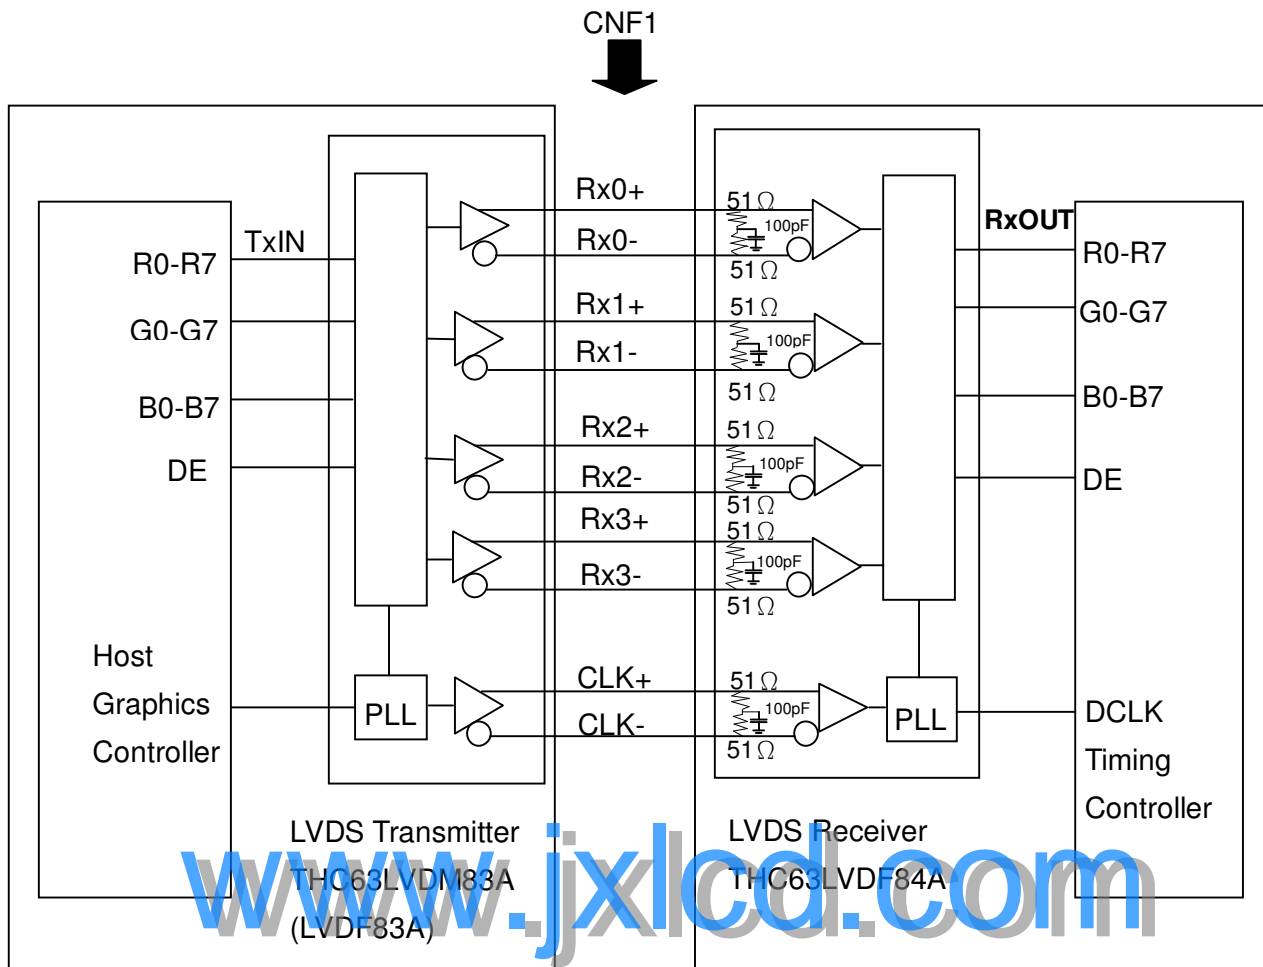 CNF1
TxIN
R0-R7
G0-G7
B0-B7
DE
Host
Graphics
Controller
PLL
LVDS Transmitter
THC63LVDM83A
(LVDF83A)
Rx0+
Rx0-
Rx1+
Rx1-
Rx2+
Rx2-
Rx3+
Rx3-
CLK+
CLK-
51Ω
100pF
51Ω
51Ω
100pF
51Ω
51Ω
100pF
51Ω
51Ω
100pF
51Ω
51Ω
100pF
51Ω
PLL
LVDS Receiver
THC63LVDF84A
RxOUT
R0-R7
G0-G7
B0-B7
DE
DCLK
Timing
Controller
www.jxlcd.com